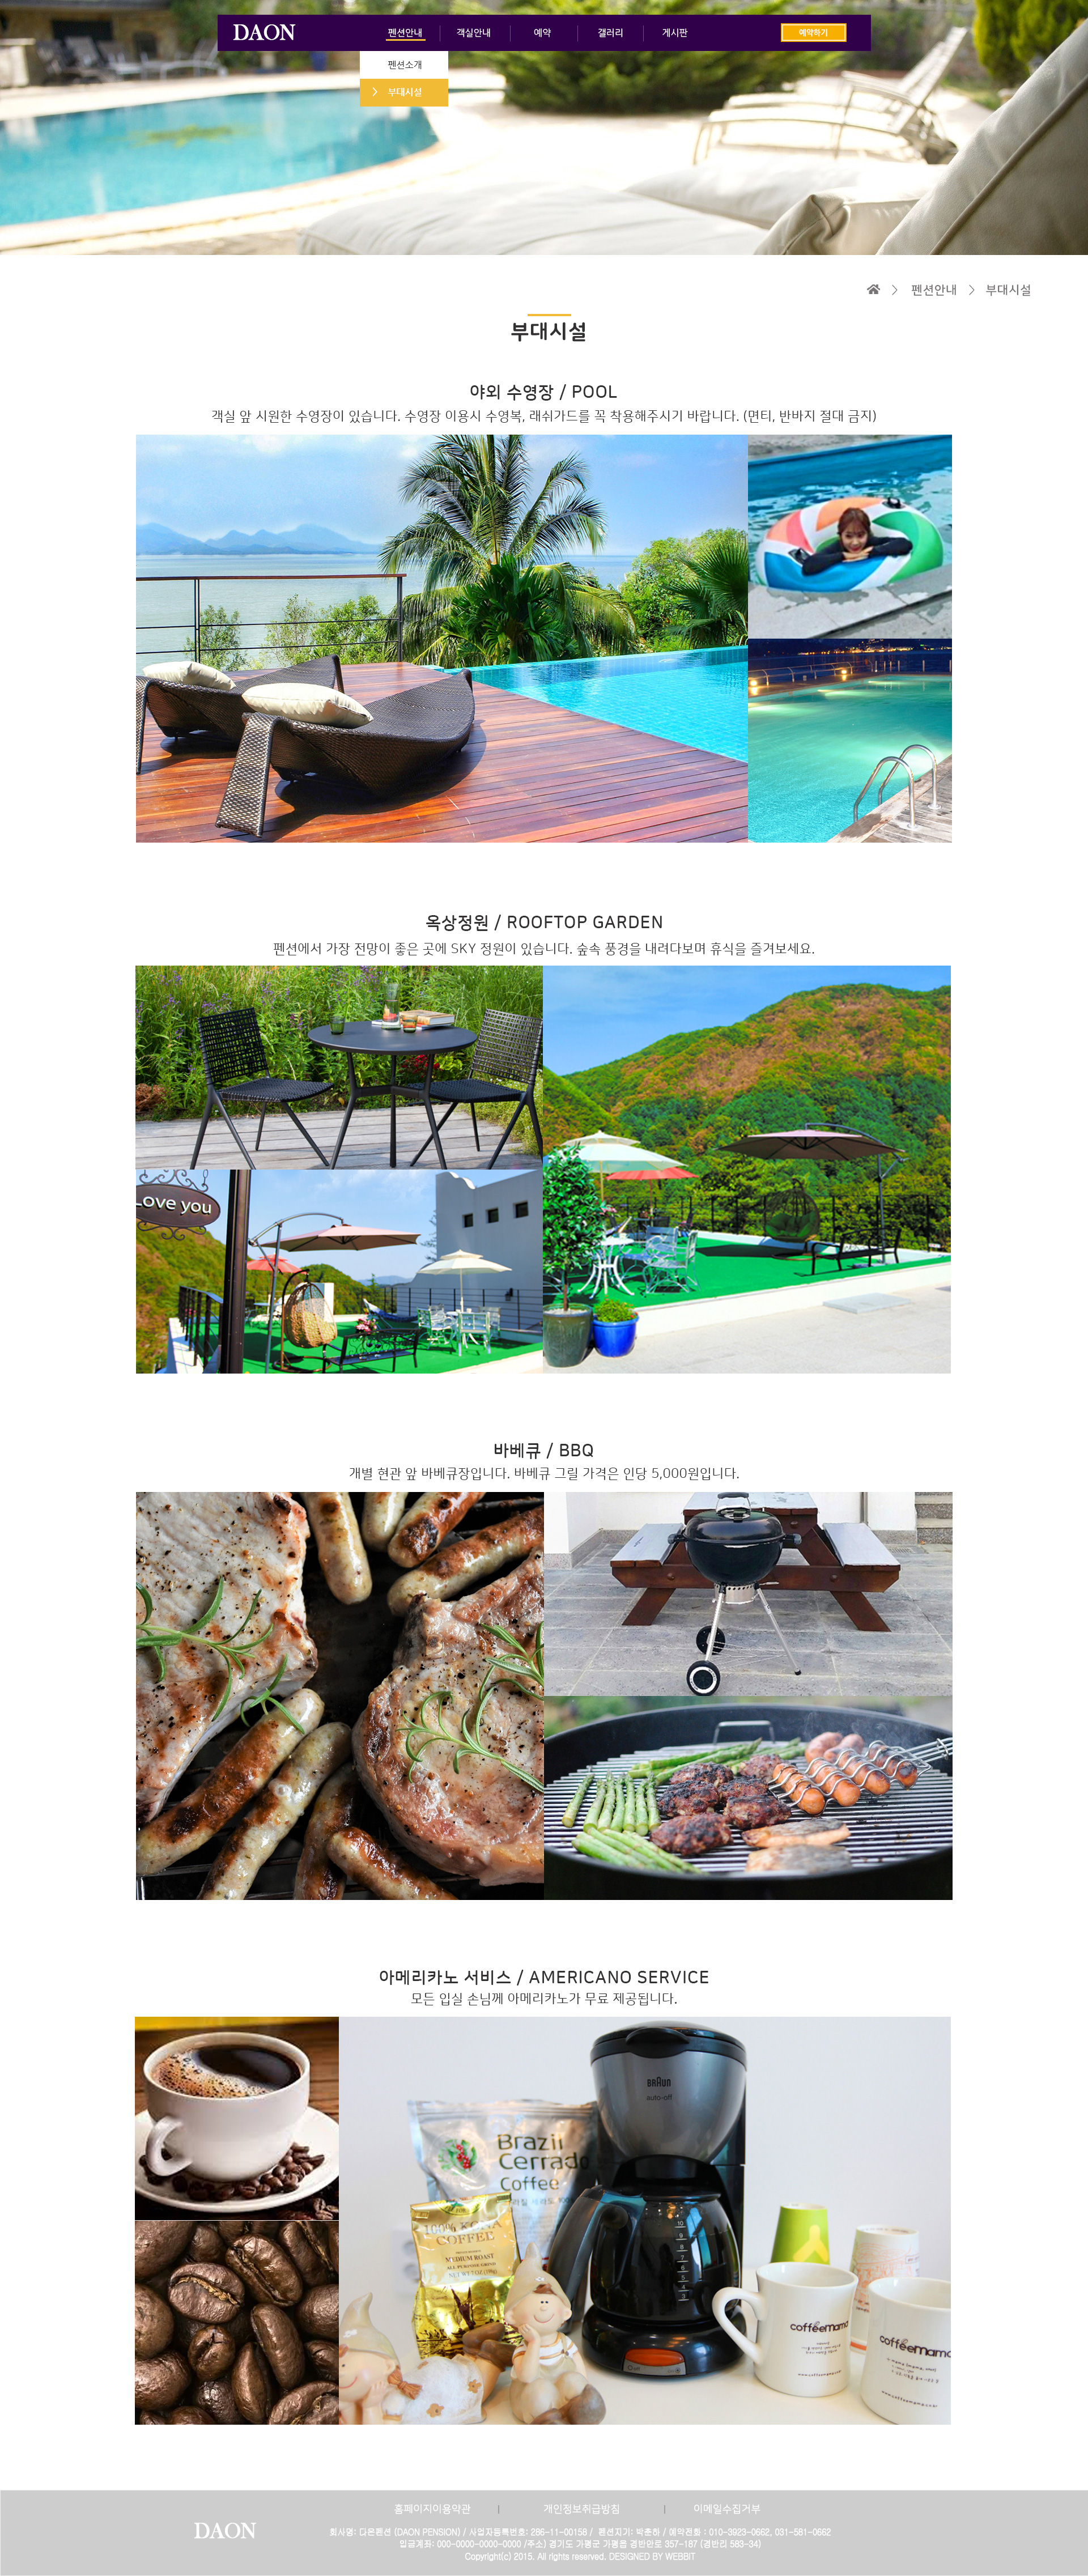 DAON
펜션안내
객실안내
예약
갤러리
게시판
예약하기
펜션소개
> 부대시설
> 펜션안내 > 부대시설
부대시설
야외 수영장 / POOL
객실 앞 시원한 수영장이 있습니다. 수영장 이용시 수영복, 래쉬가드를 꼭 착용해주시기 바랍니다. (면티, 반바지 절대 금지)
옥상정원 / ROOFTOP GARDEN
펜션에서 가장 전망이 좋은 곳에 SKY 정원이 있습니다. 숲속 풍경을 내려다보며 휴식을 즐겨보세요.
Love you
바베큐 / BBQ
개별 현관 앞 바베큐장입니다. 바베큐 그릴 가격은 인당 5,000원입니다.
아메리카노 서비스 / AMERICANO SERVICE
모든 입실 손님께 아메리카노가 무료 제공됩니다.
BRAUN
auto-off
Brazil
Cerrado
Coffee
100%
COFFEE
MEDIUM ROAST
coffeemama
www.coffeemama.com
coffeemama
홈페이지이용약관 | 개인정보취급방침 | 이메일수집거부
DAON
회사명: 다온펜션 (DAON PENSION) / 사업자등록번호: 286-11-00158 / 펜션지기: 박춘하 / 예약전화 : 010-3923-0662, 031-581-0662
입금계좌: 000-0000-0000-0000 /주소) 경기도 가평군 가평읍 경반안로 357-187 (경반리 583-34)
Copyright(c) 2015. All rights reserved. DESIGNED BY WEBBIT